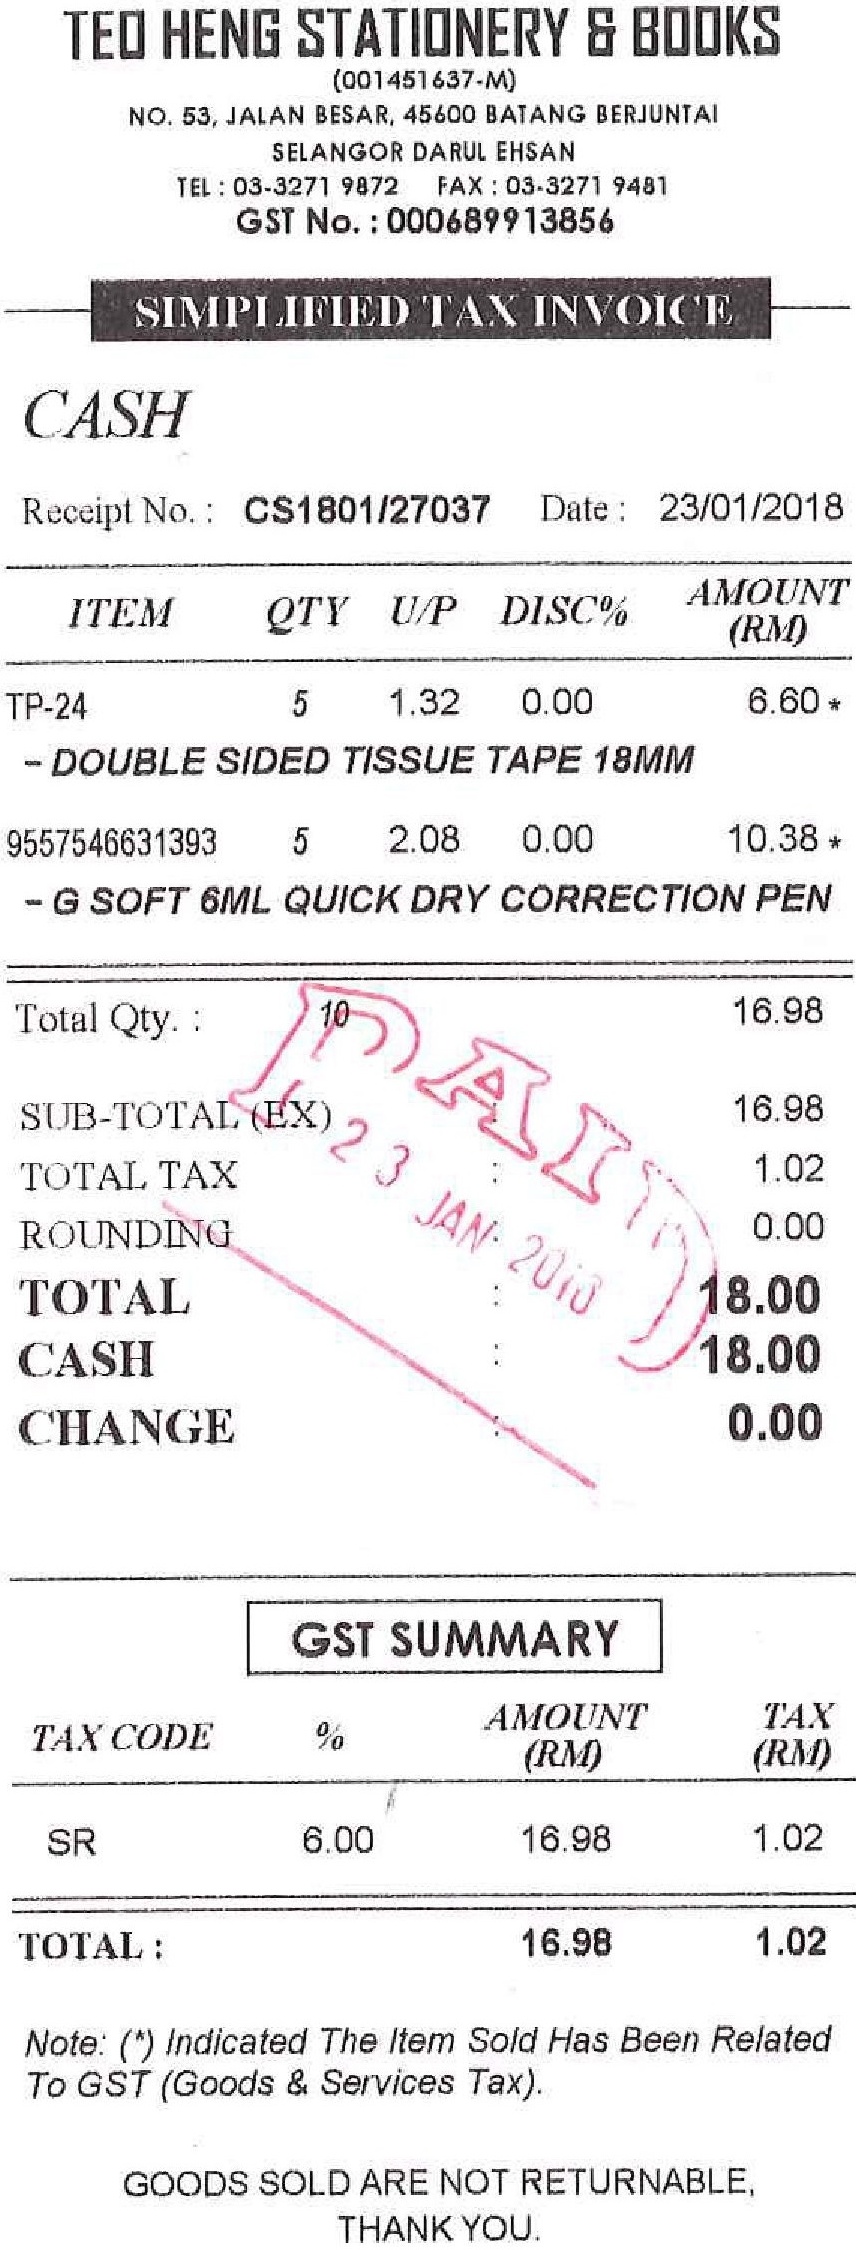 TEO HENG STATIONERY & BOOKS
(001451637-M)
NO. 53, JALAN BESAR, 45600 BATANG BERJUNTAI
SELANGOR DARUL EHSAN
TEL : 03-3271 9872 FAX : 03-3271 9481
GST No. : 000689913856
SIMPLIFIED TAX INVOICE
CASH
Receipt No. : CS1801/27037 Date : 23/01/2018
ITEM QTY U/P DISC% AMOUNT (RM)
TP-24 5 1.32 0.00 6.60 *
- DOUBLE SIDED TISSUE TAPE 18MM
9557546631393 5 2.08 0.00 10.38 *
- G SOFT 6ML QUICK DRY CORRECTION PEN
Total Qty. : 10 16.98
PAID
SUB-TOTAL (EX) : 16.98
23 JAN 2018
TOTAL TAX : 1.02
ROUNDING : 0.00
TOTAL : 18.00
CASH : 18.00
CHANGE : 0.00
GST SUMMARY
TAX CODE % AMOUNT (RM) TAX (RM)
SR 6.00 16.98 1.02
TOTAL : 16.98 1.02
Note: (*) Indicated The Item Sold Has Been Related
To GST (Goods & Services Tax).
GOODS SOLD ARE NOT RETURNABLE,
THANK YOU.